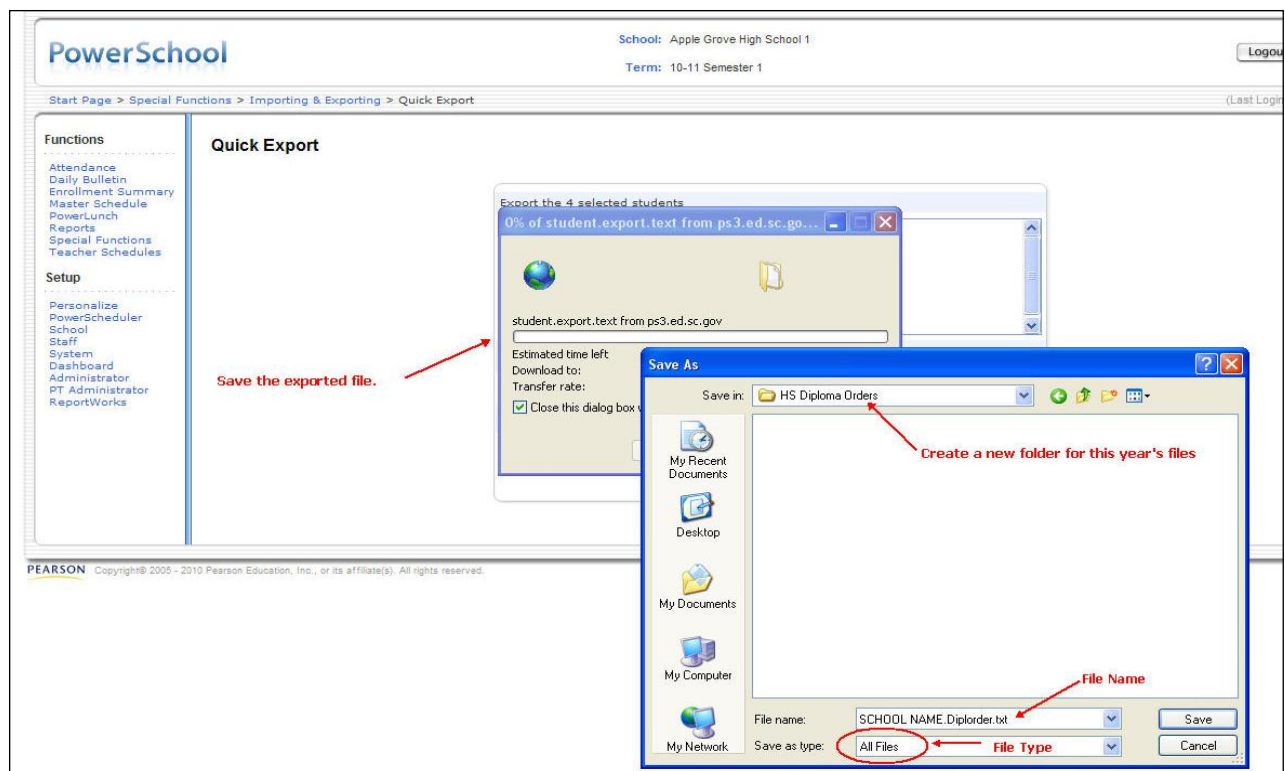 PowerSchool
School: Apple Grove High School 1
Term: 10-11 Semester 1
Logou
Start Page > Special Functions > Importing & Exporting > Quick Export
(Last Login
Functions
Attendance
Daily Bulletin
Enrollment Summary
Master Schedule
PowerLunch
Reports
Special Functions
Teacher Schedules
Setup
Personalize
PowerScheduler
School
Staff
System
Dashboard
Administrator
PT Administrator
ReportWorks
Quick Export
Export the 4 selected students
0% of student.export.text from ps3.ed.sc.go...
student.export.text from ps3.ed.sc.gov
Estimated time left
Download to:
Transfer rate:
Close this dialog box
Save the exported file.
Save As
Save in: HS Diploma Orders
Create a new folder for this year's files
My Recent
Documents
Desktop
My Documents
My Computer
My Network
File Name
File name: SCHOOL NAME.Diplorder.txt
Save
Save as type: All Files
File Type
Cancel
PEARSON Copyright© 2005 - 2010 Pearson Education, Inc., or its affiliate(s). All rights reserved.